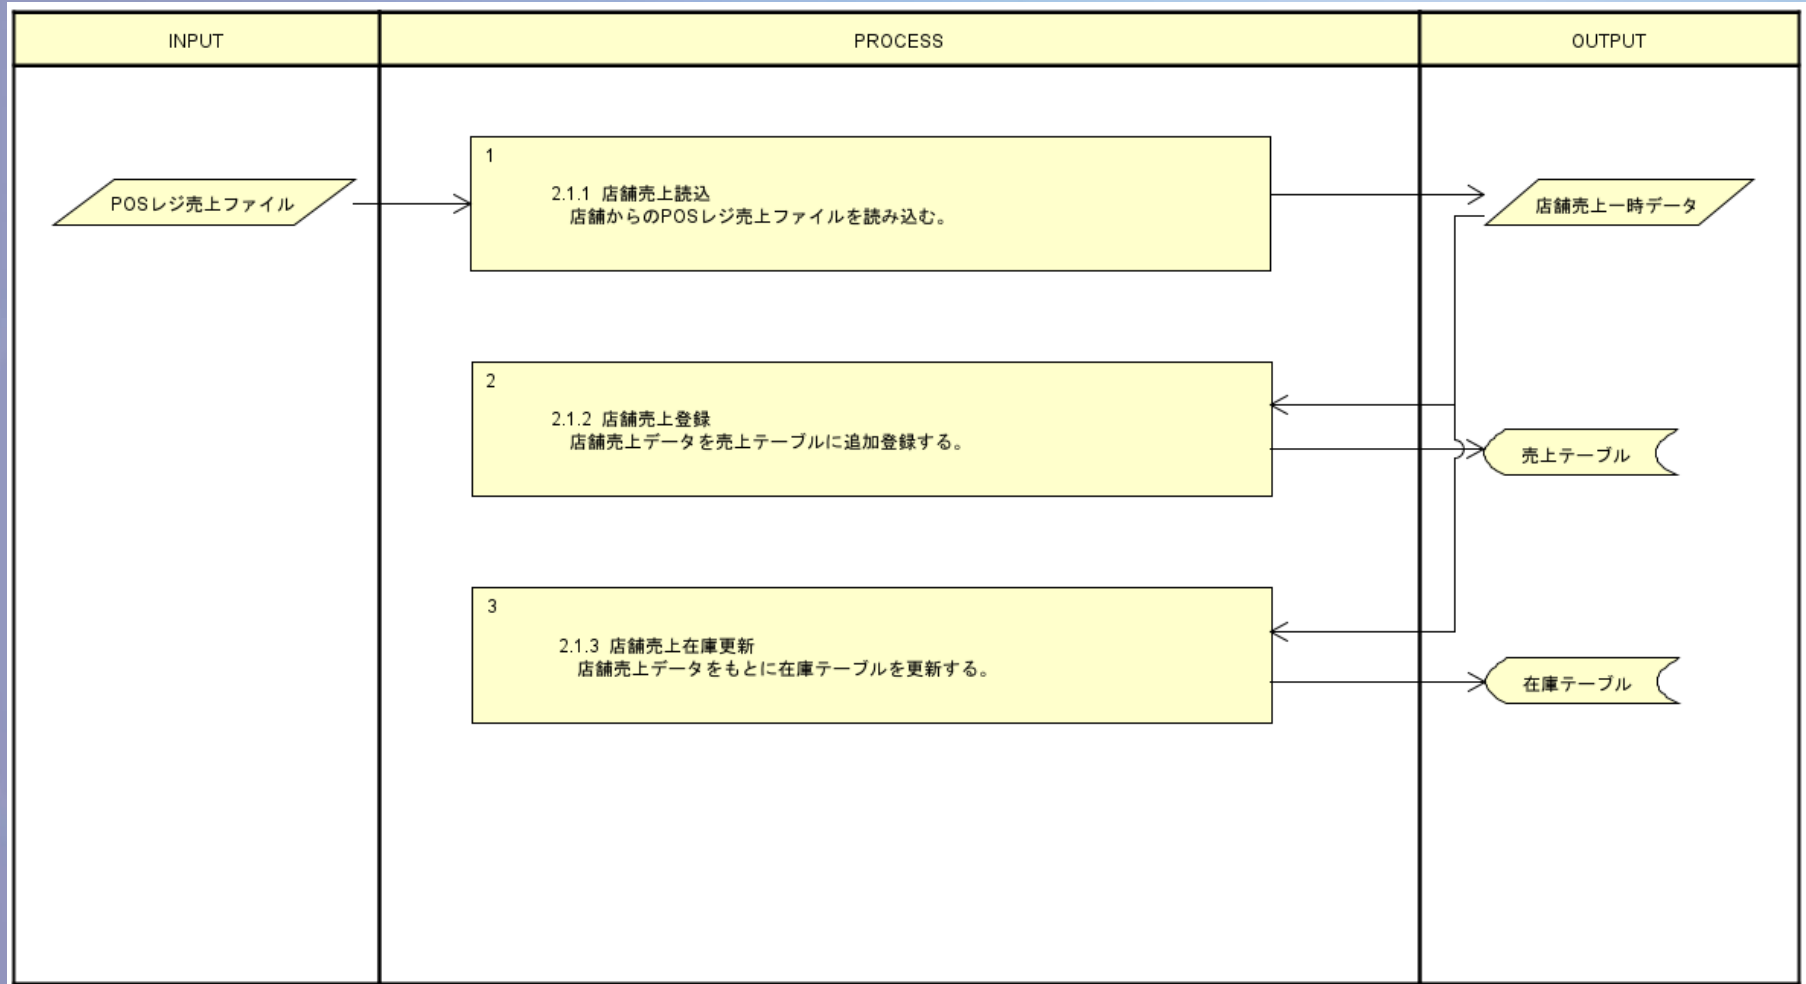 INPUT
PROCESS
OUTPUT
POSレジ売上ファイル
1
2.1.1 店舗売上読込
店舗からのPOSレジ売上ファイルを読み込む。
店舗売上一時データ
2
2.1.2 店舗売上登録
店舗売上データを売上テーブルに追加登録する。
売上テーブル
3
2.1.3 店舗売上在庫更新
店舗売上データをもとに在庫テーブルを更新する。
在庫テーブル